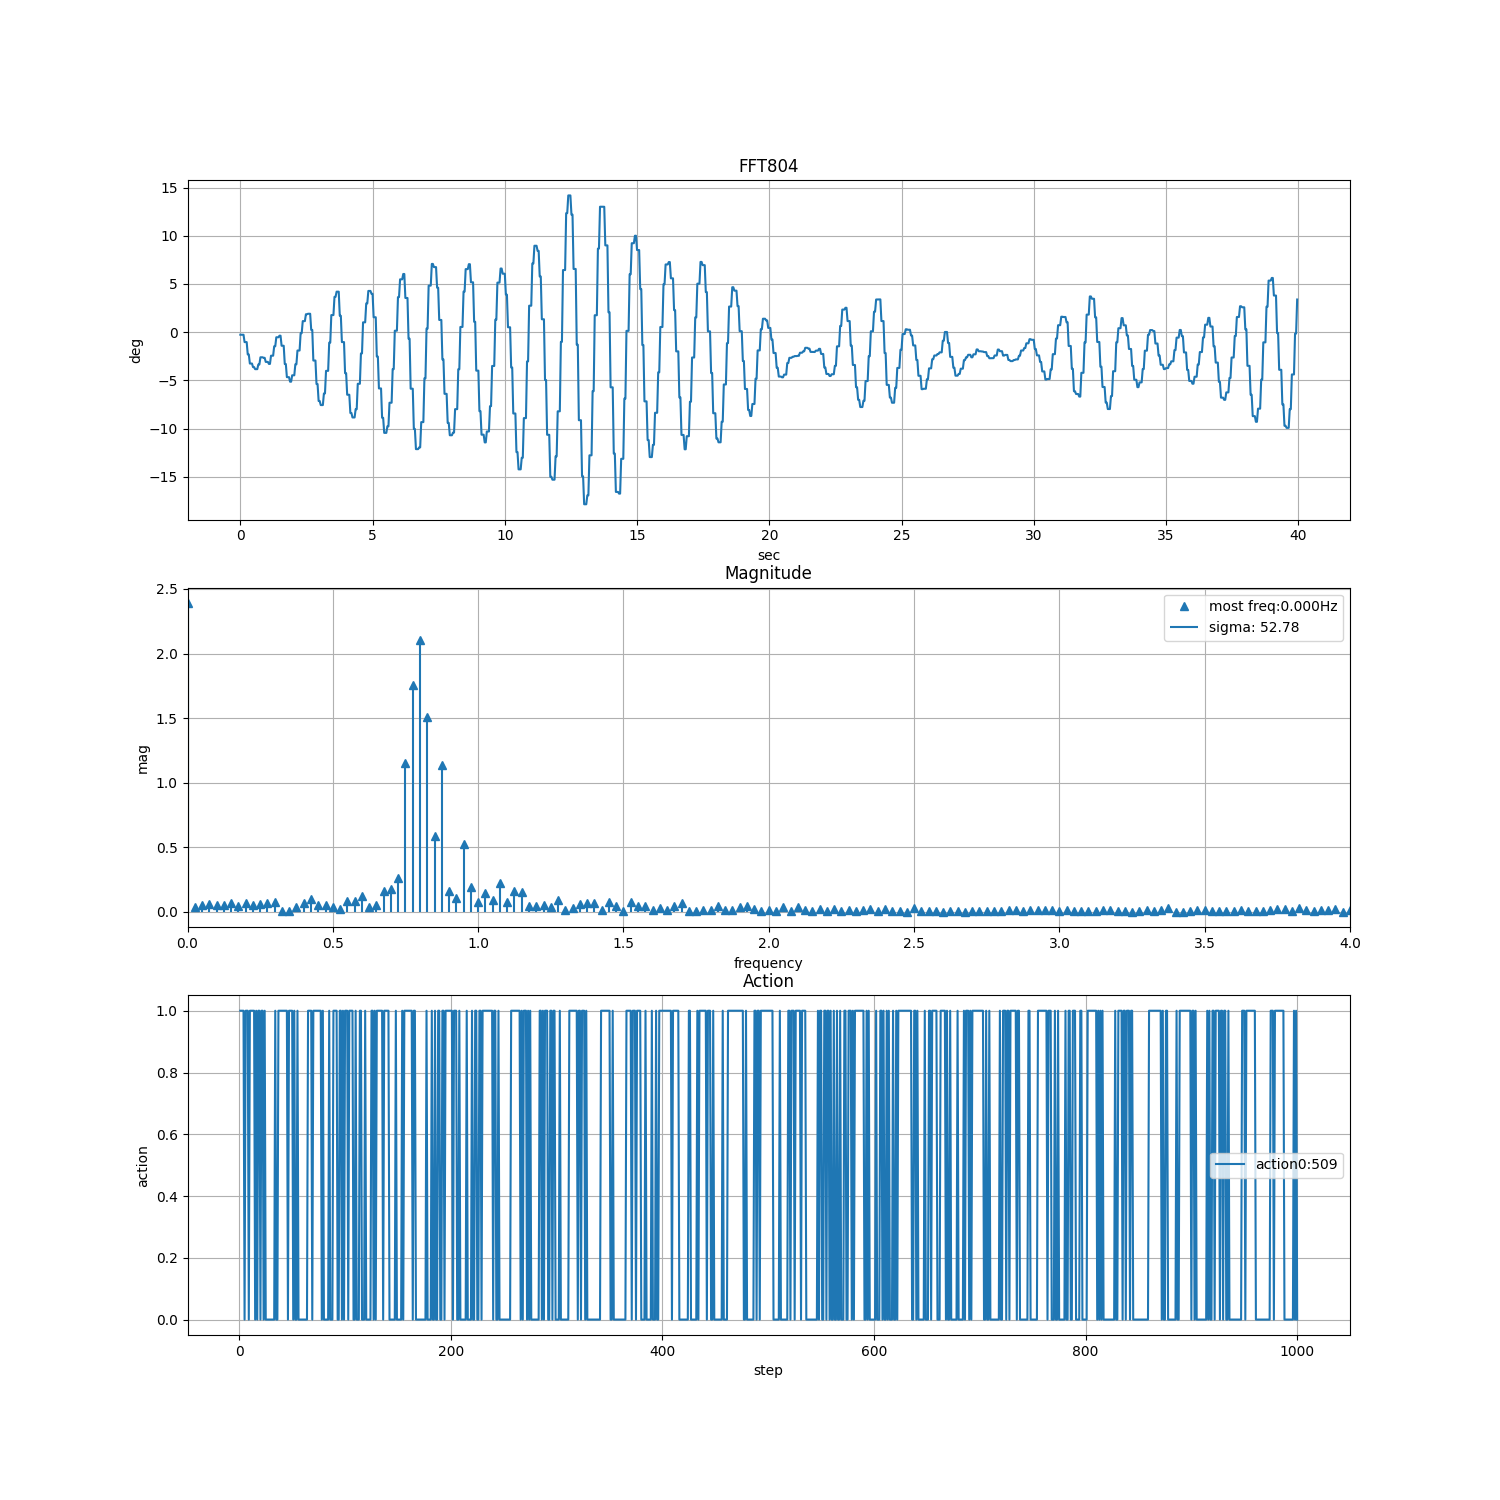 FFT804
15
10
5
0
−5
−10
−15
deg
0 5 10 15 20 25 30 35 40
sec
Magnitude
2.5
2.0
1.5
1.0
0.5
0.0
mag
most freq:0.000Hz
sigma: 52.78
0.0 0.5 1.0 1.5 2.0 2.5 3.0 3.5 4.0
frequency
Action
1.0
0.8
0.6
0.4
0.2
0.0
action
action0:509
0 200 400 600 800 1000
step